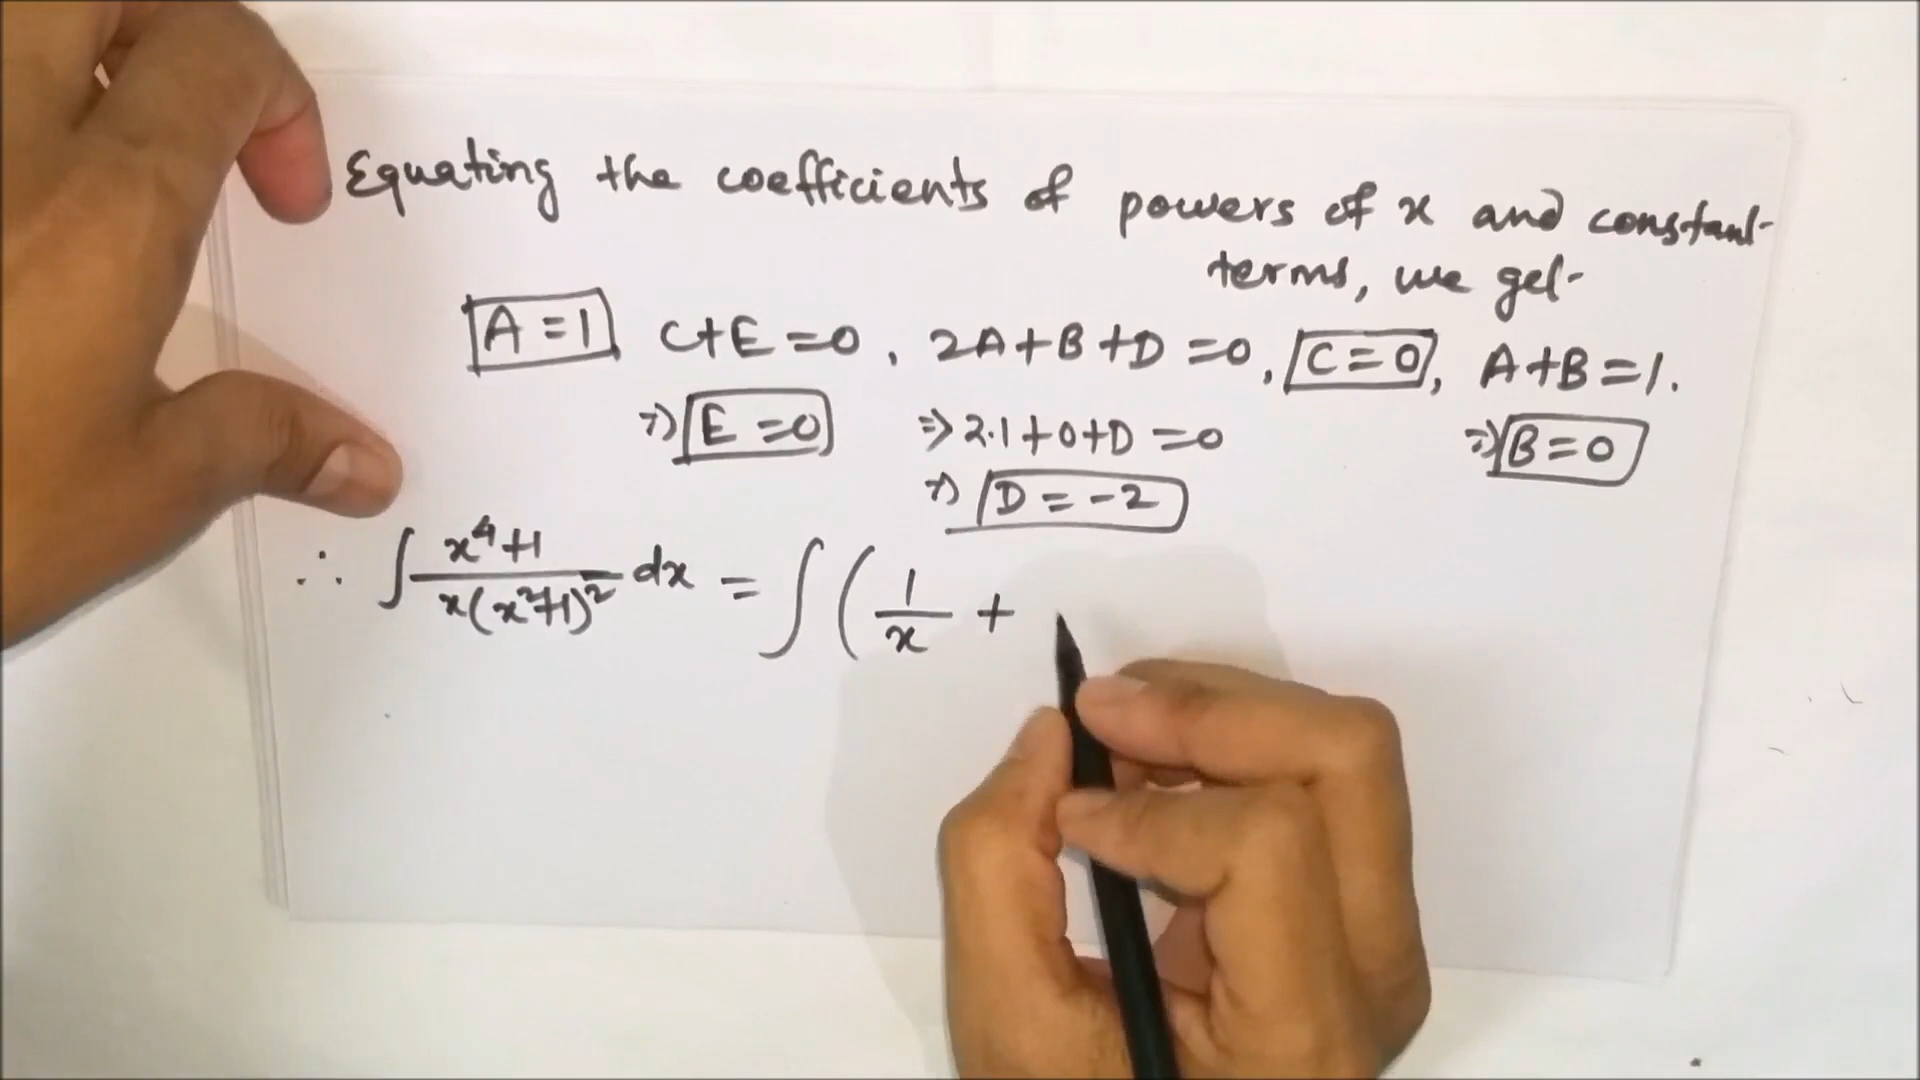 Equating the coefficients of powers of x and constant
terms, we get
A = 1 C+E = 0, 2A+B+D = 0, C = 0, A+B = 1.
⇒ E = 0 ⇒ 2.1+0+D = 0 ⇒ B = 0
⇒ D = -2
∴ ∫ x⁴+1 / x(x²+1)² dx = ∫ ( 1/x +